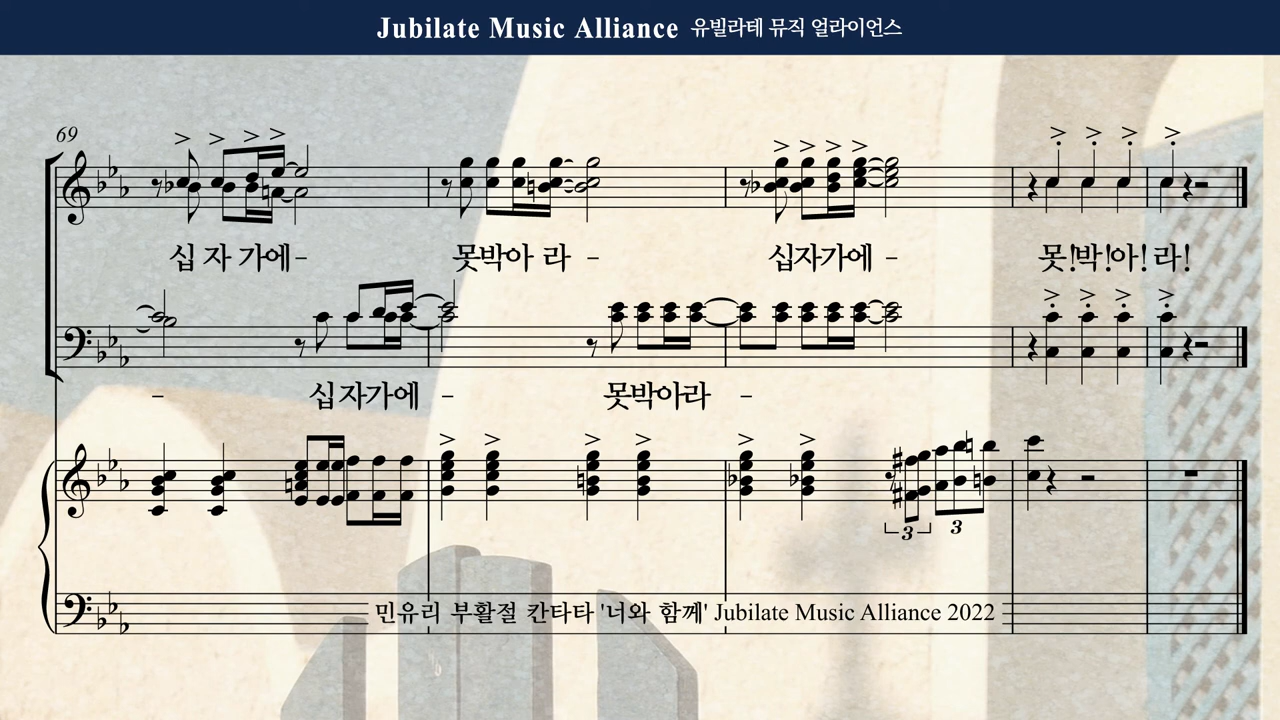 Jubilate Music Alliance 유빌라테 뮤직 얼라이언스
69
십 자 가에- 못박아 라 - 십자가에 - 못!박!아! 라!
- 십자가에 - 못박아라 -
3 3
민유리 부활절 칸타타 '너와 함께' Jubilate Music Alliance 2022